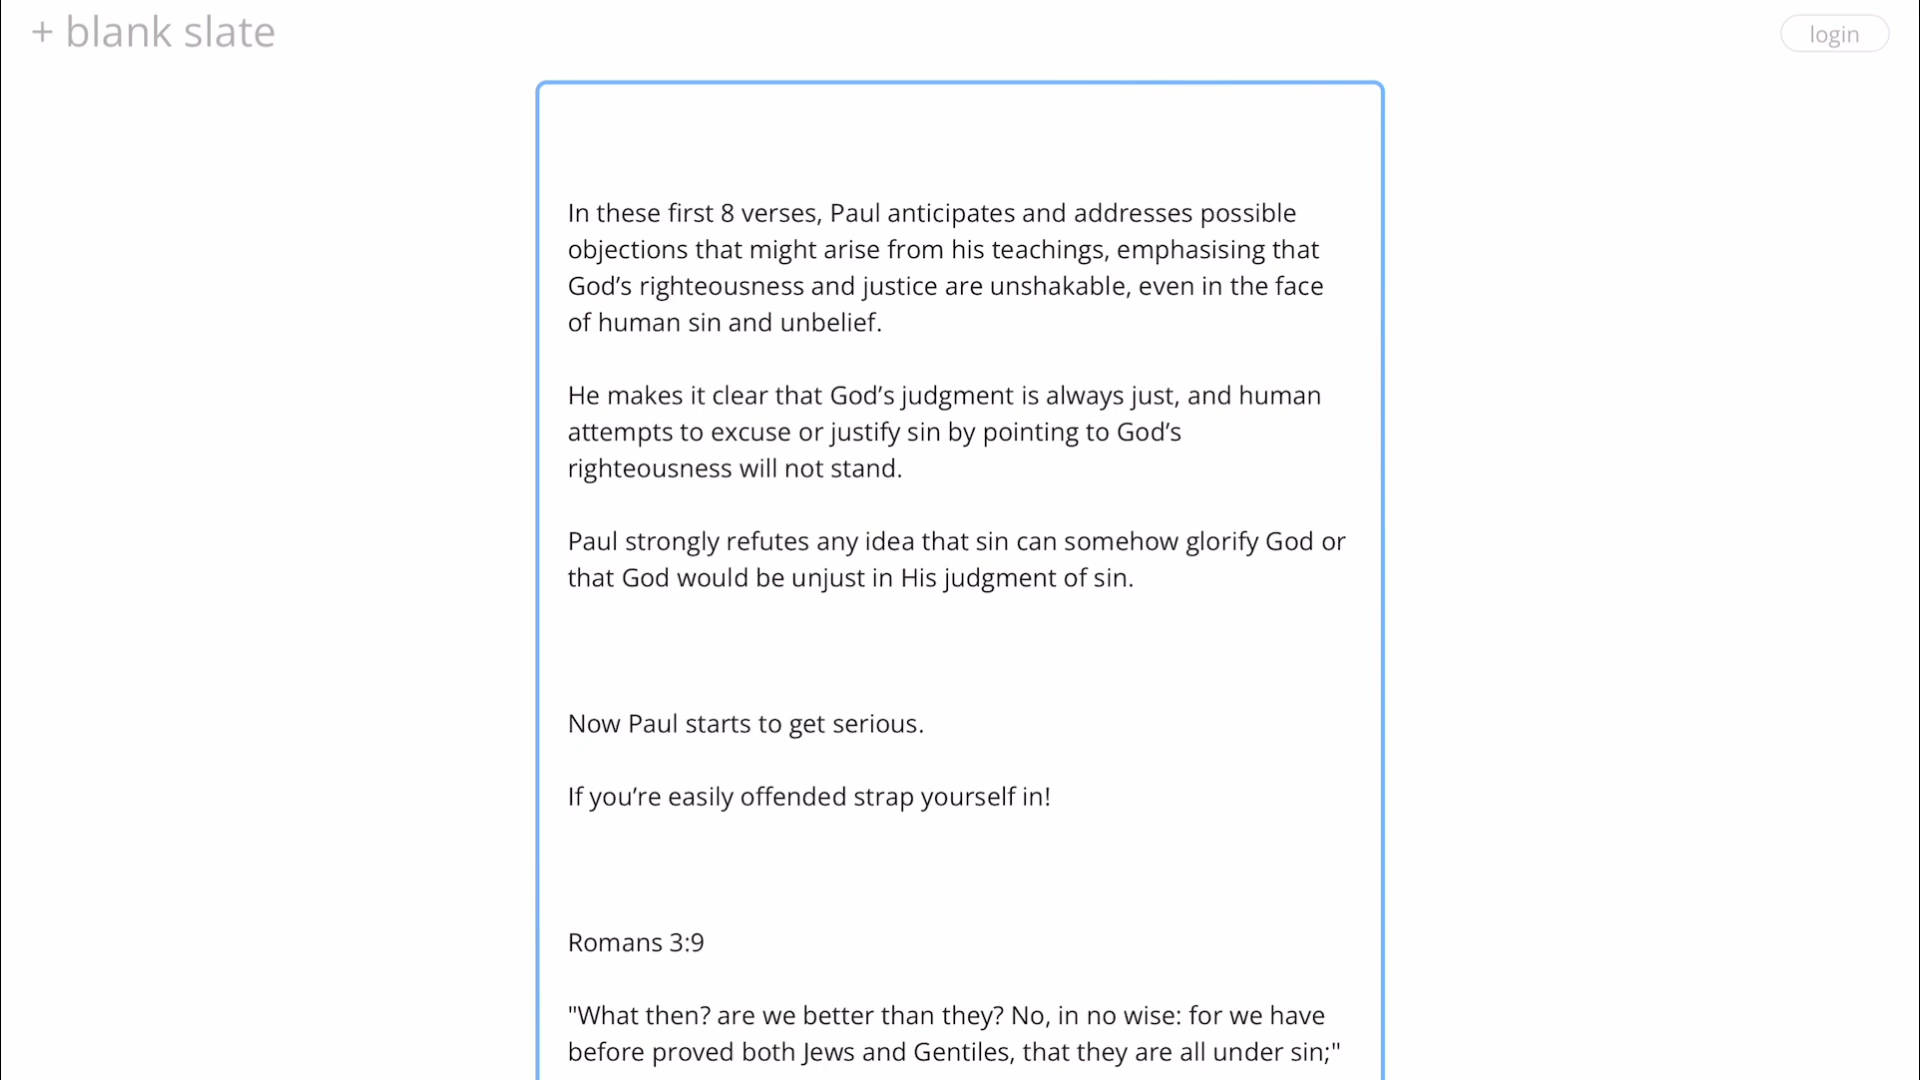 + blank slate
login
In these first 8 verses, Paul anticipates and addresses possible
objections that might arise from his teachings, emphasising that
God’s righteousness and justice are unshakable, even in the face
of human sin and unbelief.
He makes it clear that God’s judgment is always just, and human
attempts to excuse or justify sin by pointing to God’s
righteousness will not stand.
Paul strongly refutes any idea that sin can somehow glorify God or
that God would be unjust in His judgment of sin.
Now Paul starts to get serious.
If you’re easily offended strap yourself in!
Romans 3:9
"What then? are we better than they? No, in no wise: for we have
before proved both Jews and Gentiles, that they are all under sin;"